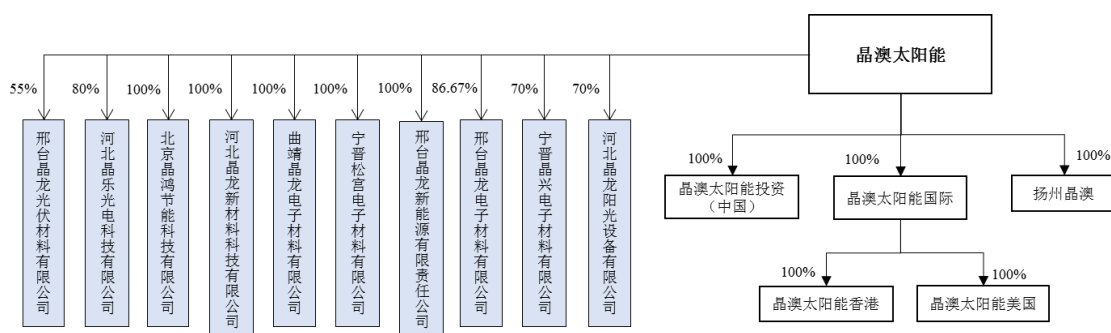 晶澳太阳能
55%
80%
100%
100%
100%
100%
100%
86.67%
70%
70%
邢台晶龙光伏材料有限公司
河北晶乐光电科技有限公司
北京晶鸿节能科技有限公司
河北晶龙新材料科技有限公司
曲靖晶龙电子材料有限公司
宁晋松宫电子材料有限公司
邢台晶龙新能源有限责任公司
邢台晶龙电子材料有限公司
宁晋晶兴电子材料有限公司
河北晶龙阳光设备有限公司
100%
100%
100%
晶澳太阳能投资
（中国）
晶澳太阳能国际
扬州晶澳
100%
100%
晶澳太阳能香港
晶澳太阳能美国